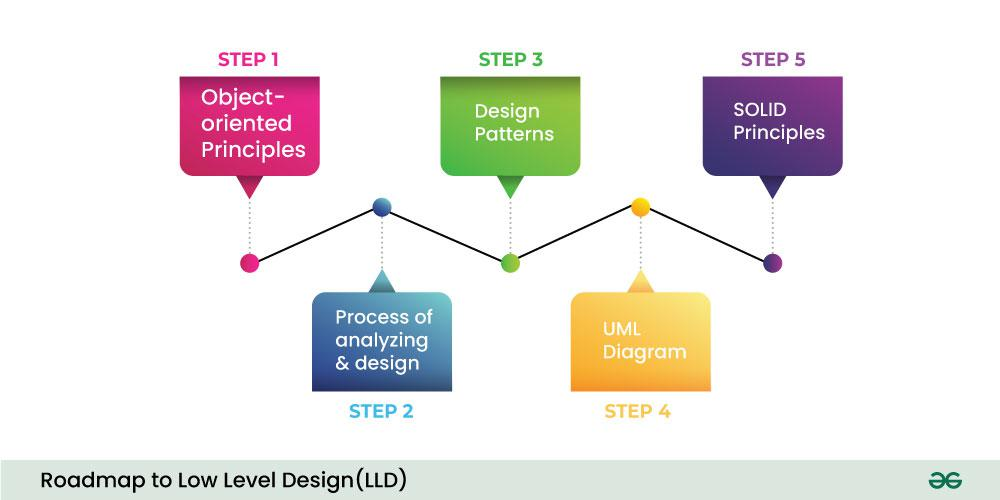 STEP 1
Object-
oriented
Principles
STEP 3
Design
Patterns
STEP 5
SOLID
Principles
Process of
analyzing
& design
STEP 2
UML
Diagram
STEP 4
Roadmap to Low Level Design(LLD)